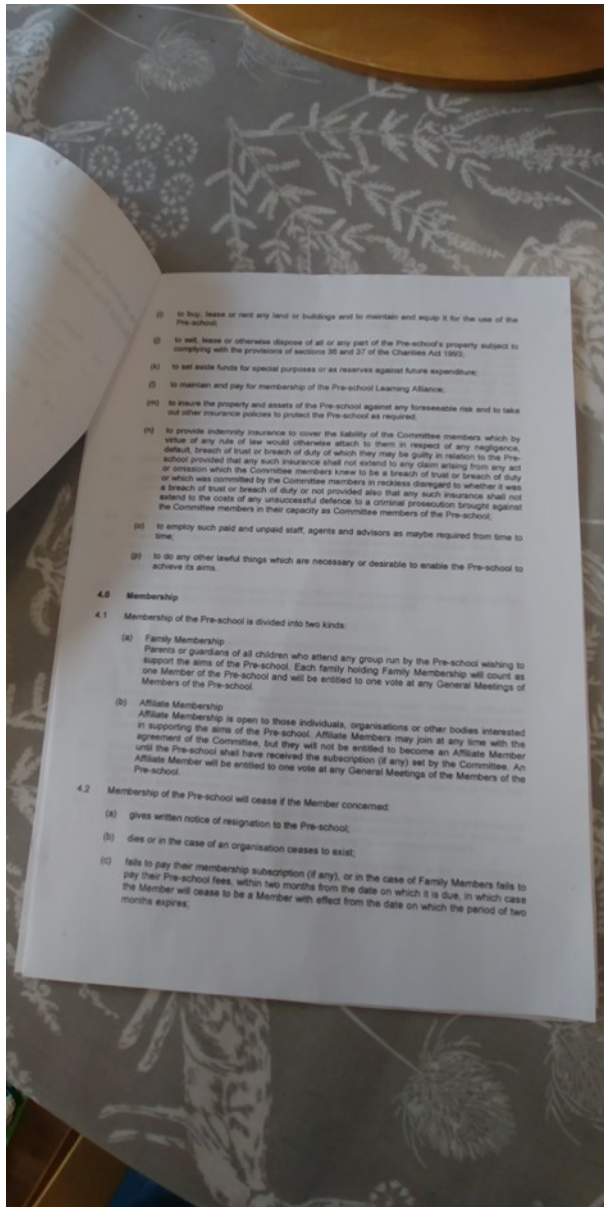 (i) to buy, lease or rent any land or buildings and to maintain and equip it for the use of the
Pre-school;
(j) to sell, lease or otherwise dispose of all or any part of the Pre-school's property subject to
complying with the provisions of sections 36 and 37 of the Charities Act 1993;
(k) to set aside funds for special purposes or as reserves against future expenditure;
(l) to maintain and pay for membership of the Pre-school Learning Alliance;
(m) to insure the property and assets of the Pre-school against any foreseeable risk and to take
out other insurance policies to protect the Pre-school as required;
(n) to provide indemnity insurance to cover the liability of the Committee members which by
virtue of any rule of law would otherwise attach to them in respect of any negligence,
default, breach of trust or breach of duty of which they may be guilty in relation to the Pre-
school provided that any such insurance shall not extend to any claim arising from any act
or omission which the Committee members knew to be a breach of trust or breach of duty
or which was committed by the Committee members in reckless disregard to whether it was
a breach of trust or breach of duty or not provided also that any such insurance shall not
extend to the costs of any unsuccessful defence to a criminal prosecution brought against
the Committee members in their capacity as Committee members of the Pre-school;
(o) to employ such paid and unpaid staff, agents and advisors as maybe required from time to
time;
(p) to do any other lawful things which are necessary or desirable to enable the Pre-school to
achieve its aims.
4.0 Membership
4.1 Membership of the Pre-school is divided into two kinds:
(a) Family Membership
Parents or guardians of all children who attend any group run by the Pre-school wishing to
support the aims of the Pre-school. Each family holding Family Membership will count as
one Member of the Pre-school and will be entitled to one vote at any General Meetings of
Members of the Pre-school.
(b) Affiliate Membership
Affiliate Membership is open to those individuals, organisations or other bodies interested
in supporting the aims of the Pre-school. Affiliate Members may join at any time with the
agreement of the Committee, but they will not be entitled to become an Affiliate Member
until the Pre-school shall have received the subscription (if any) set by the Committee. An
Affiliate Member will be entitled to one vote at any General Meetings of the Members of the
Pre-school.
4.2 Membership of the Pre-school will cease if the Member concerned:
(a) gives written notice of resignation to the Pre-school;
(b) dies or in the case of an organisation ceases to exist;
(c) fails to pay their membership subscription (if any), or in the case of Family Members fails to
pay their Pre-school fees, within two months from the date on which it is due, in which case
the Member will cease to be a Member with effect from the date on which the period of two
months expires;